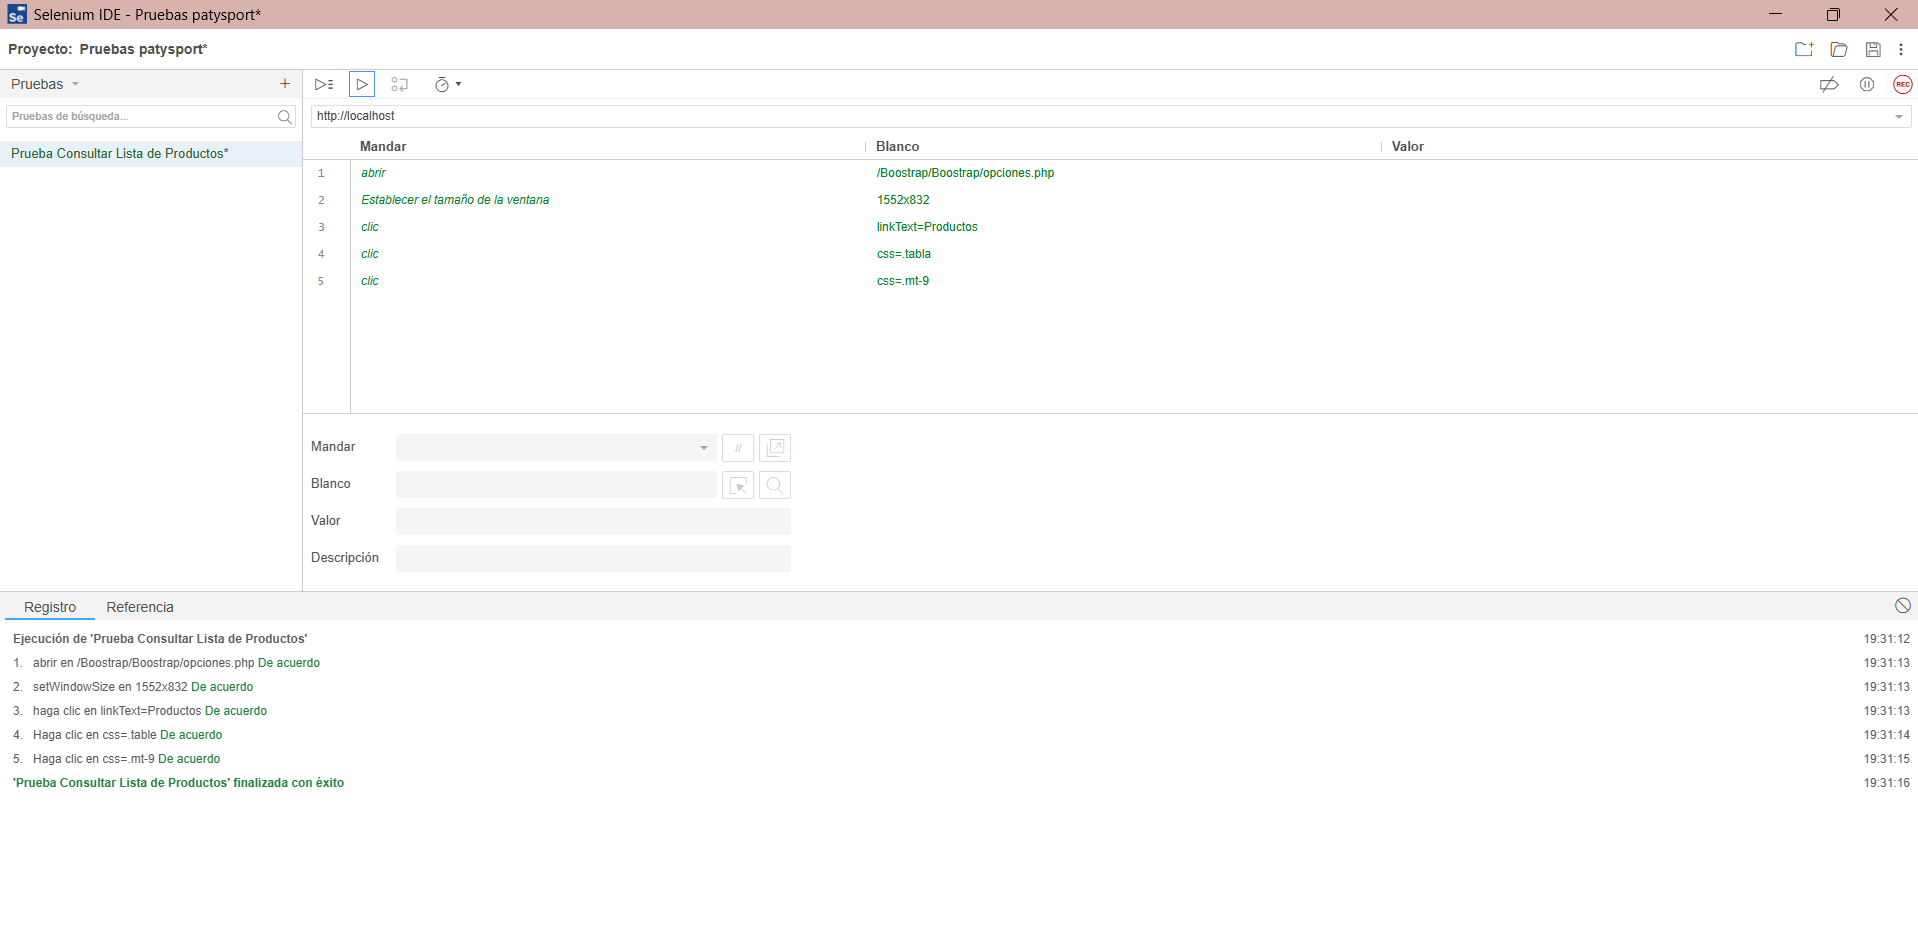 Selenium IDE - Pruebas patysport*
Proyecto: Pruebas patysport*
Pruebas
Pruebas de búsqueda...
Prueba Consultar Lista de Productos*
REC
http://localhost
Mandar Blanco Valor
1 abrir /Boostrap/Boostrap/opciones.php
2 Establecer el tamaño de la ventana 1552x832
3 clic linkText=Productos
4 clic css=.tabla
5 clic css=.mt-9
Mandar //
Blanco
Valor
Descripción
Registro Referencia
Ejecución de 'Prueba Consultar Lista de Productos' 19:31:12
1. abrir en /Boostrap/Boostrap/opciones.php De acuerdo 19:31:13
2. setWindowSize en 1552x832 De acuerdo 19:31:13
3. haga clic en linkText=Productos De acuerdo 19:31:13
4. Haga clic en css=.table De acuerdo 19:31:14
5. Haga clic en css=.mt-9 De acuerdo 19:31:15
'Prueba Consultar Lista de Productos' finalizada con éxito 19:31:16